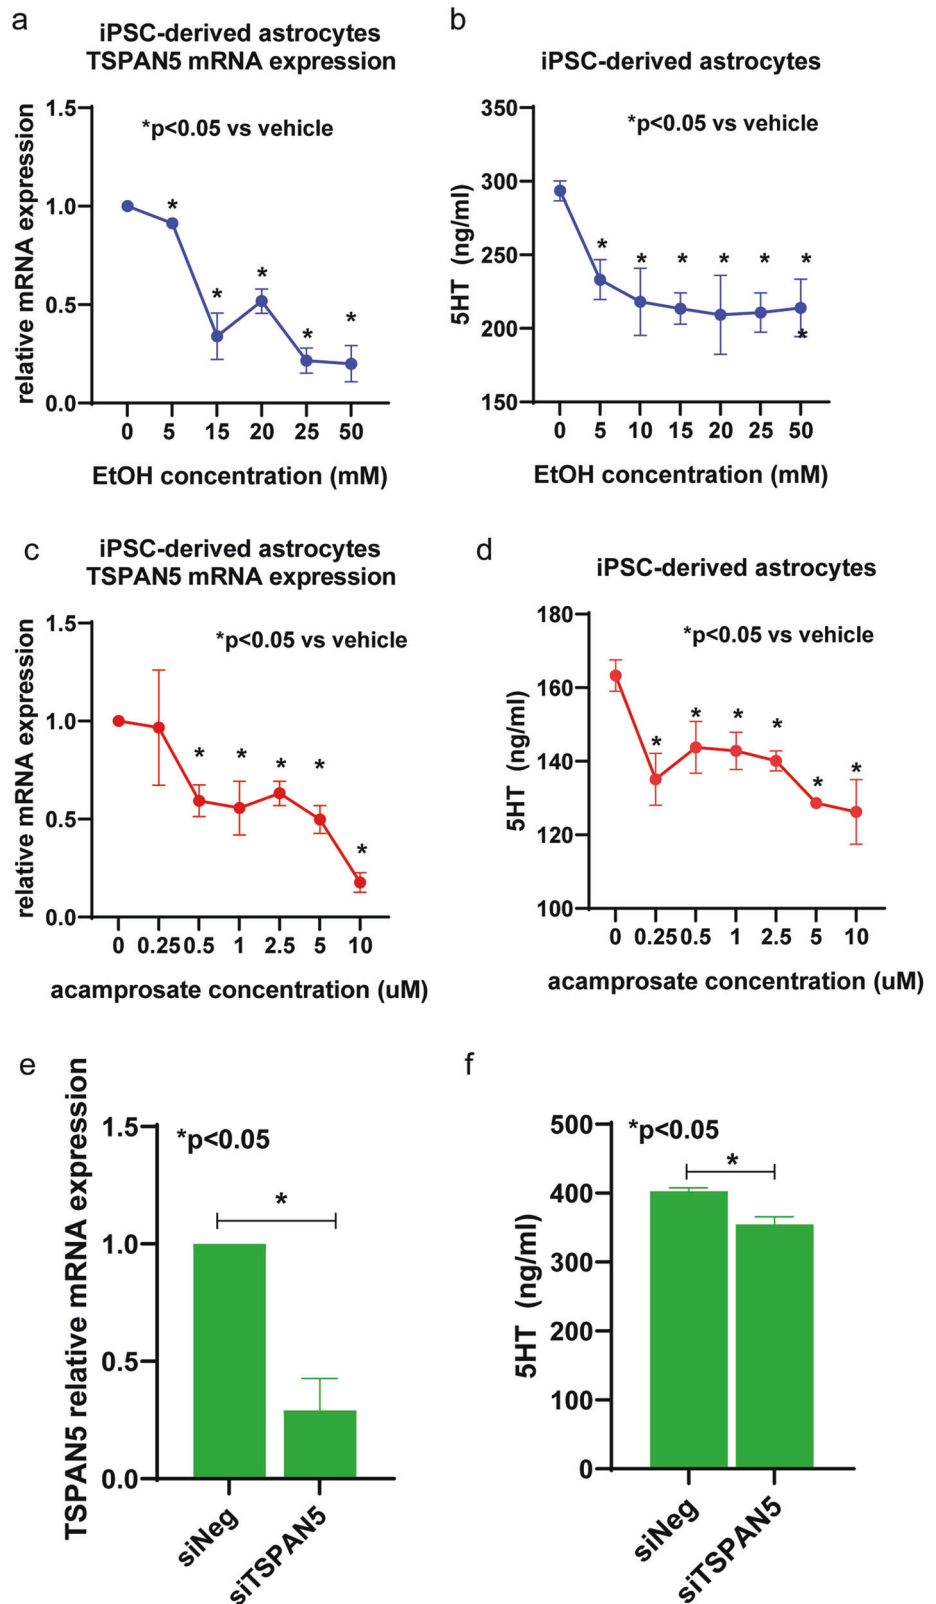 a
iPSC-derived astrocytes
TSPAN5 mRNA expression
*p<0.05 vs vehicle
relative mRNA expression
1.5
1.0
0.5
0.0
* * * * *
0 5 15 20 25 50
EtOH concentration (mM)
b
iPSC-derived astrocytes
*p<0.05 vs vehicle
5HT (ng/ml)
350
300
250
200
150
* * * * * *
*
0 5 10 15 20 25 50
EtOH concentration (mM)
c
iPSC-derived astrocytes
TSPAN5 mRNA expression
*p<0.05 vs vehicle
relative mRNA expression
1.5
1.0
0.5
0.0
* * * * *
0 0.25 0.5 1 2.5 5 10
acamprosate concentration (uM)
d
iPSC-derived astrocytes
*p<0.05 vs vehicle
5HT (ng/ml)
180
160
140
120
100
* * * * * *
0 0.25 0.5 1 2.5 5 10
acamprosate concentration (uM)
e
TSPAN5 relative mRNA expression
*p<0.05
*
1.5
1.0
0.5
0.0
siNeg
siTSPAN5
f
5HT (ng/ml)
*p<0.05
*
500
400
300
200
100
0
siNeg
siTSPAN5